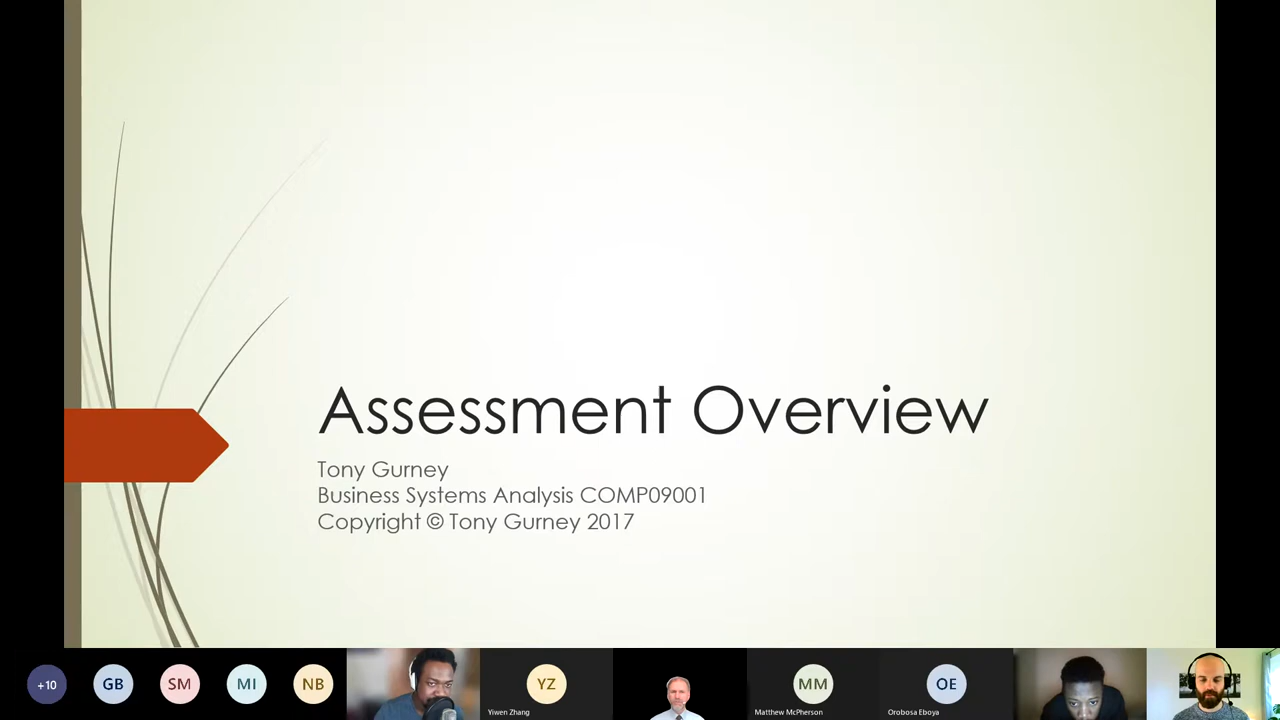 Assessment Overview
Tony Gurney
Business Systems Analysis COMP09001
Copyright © Tony Gurney 2017
+10
GB
SM
MI
NB
YZ
Yiwen Zhang
MM
Matthew McPherson
OE
Orobosa Eboya